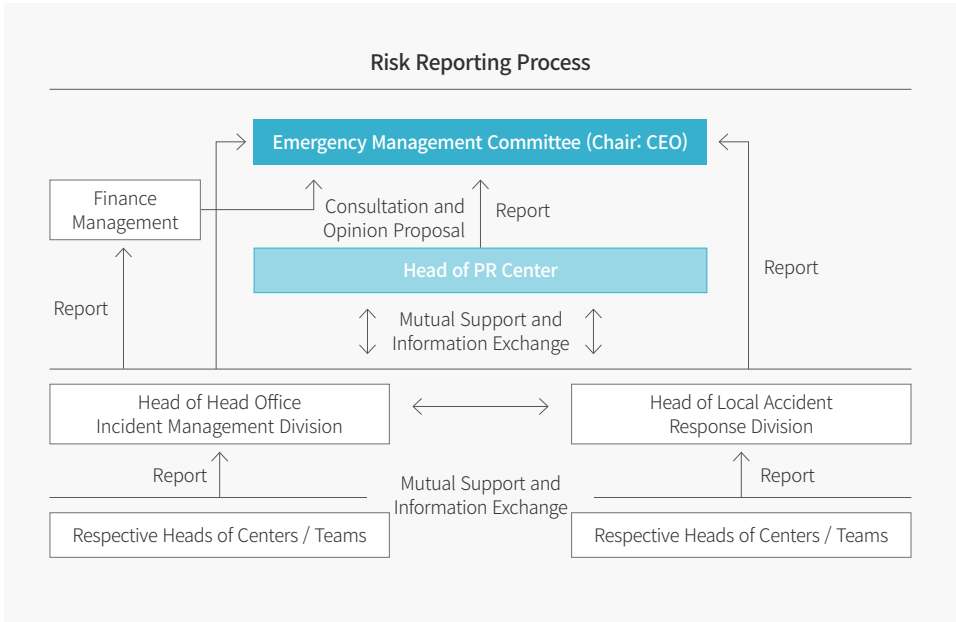 Risk Reporting Process
Emergency Management Committee (Chair: CEO)
Finance
Management
Consultation and
Opinion Proposal
Report
Head of PR Center
Report
Report
Mutual Support and
Information Exchange
Head of Head Office
Incident Management Division
Head of Local Accident
Response Division
Report
Mutual Support and
Information Exchange
Report
Respective Heads of Centers / Teams
Respective Heads of Centers / Teams